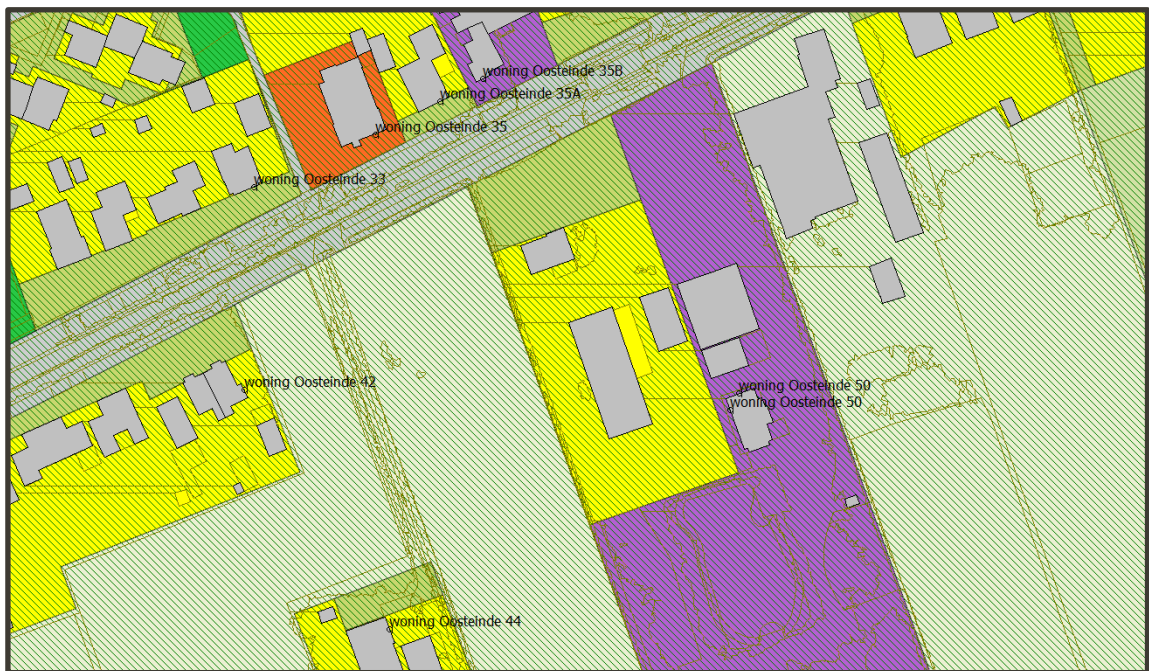 woning Oosteinde 35B
woning Oosteinde 35A
woning Oosteinde 35
woning Oosteinde 33
woning Oosteinde 42
woning Oosteinde 50
woning Oosteinde 50
woning Oosteinde 44